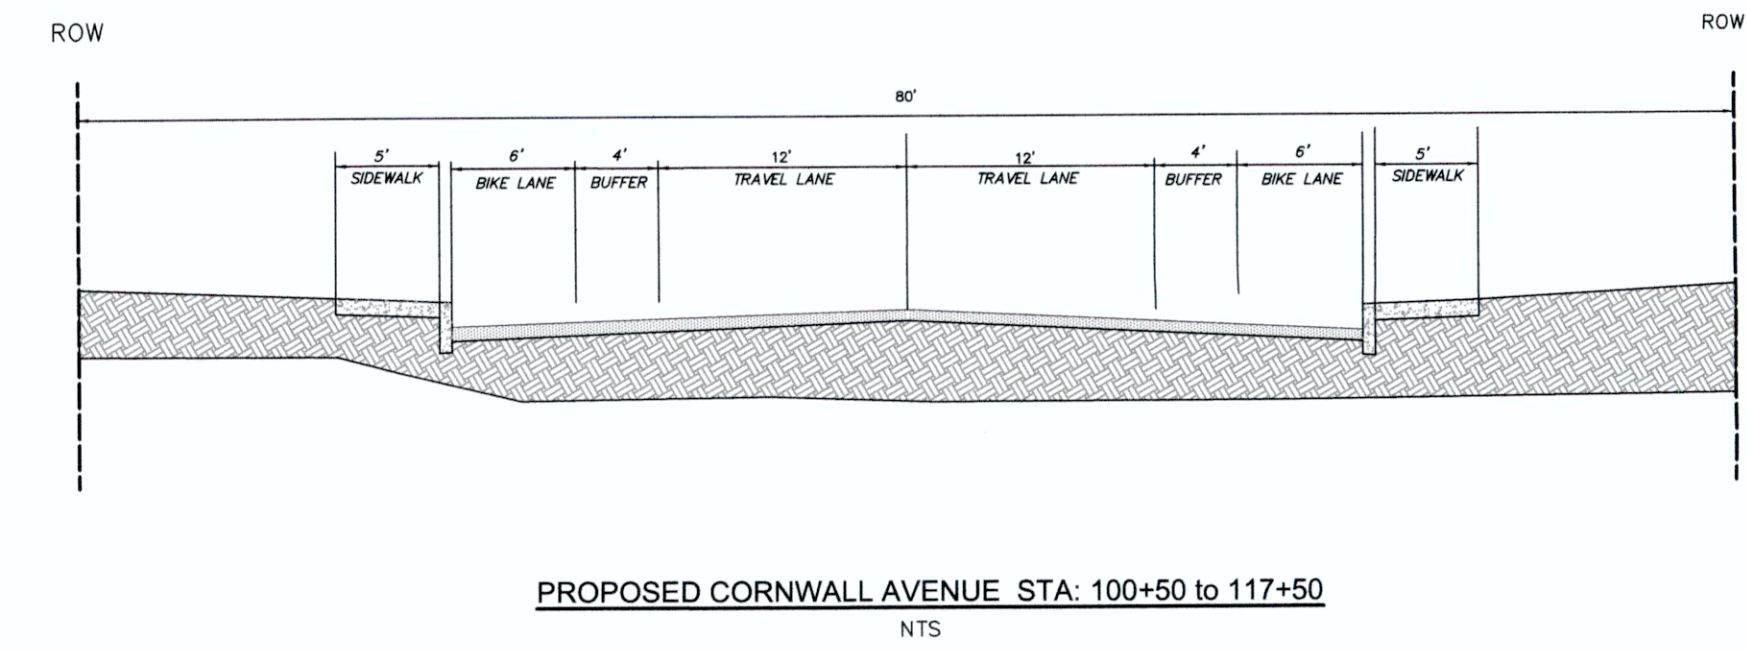 ROW
ROW
80'
5' 6' 4' 12' 12' 4' 6' 5'
SIDEWALK BIKE LANE BUFFER TRAVEL LANE TRAVEL LANE BUFFER BIKE LANE SIDEWALK
PROPOSED CORNWALL AVENUE STA: 100+50 to 117+50
NTS